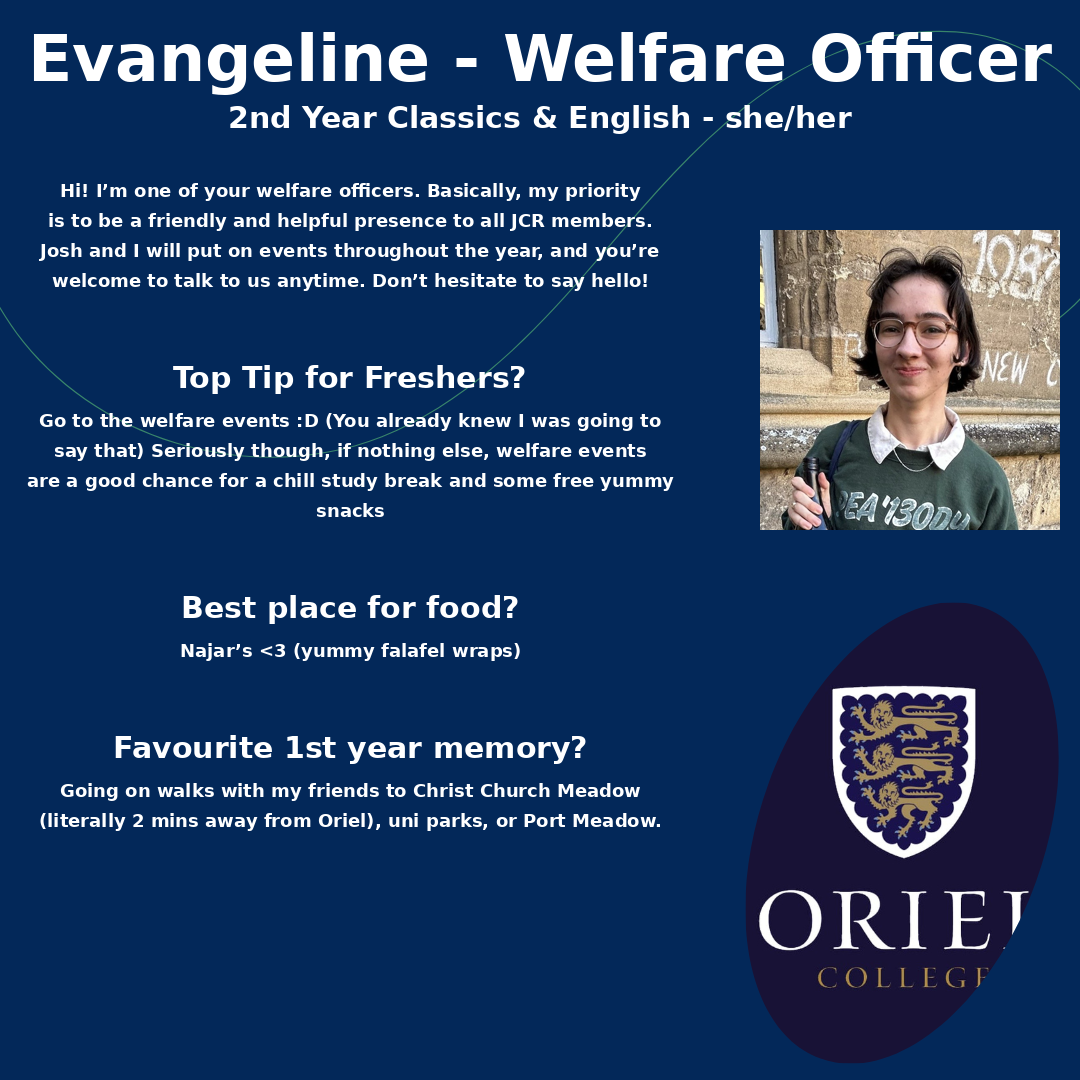 Evangeline - Welfare Officer
2nd Year Classics & English - she/her
Hi! I’m one of your welfare officers. Basically, my priority
is to be a friendly and helpful presence to all JCR members.
Josh and I will put on events throughout the year, and you’re
welcome to talk to us anytime. Don’t hesitate to say hello!
Top Tip for Freshers?
Go to the welfare events :D (You already knew I was going to
say that) Seriously though, if nothing else, welfare events
are a good chance for a chill study break and some free yummy
snacks
Best place for food?
Najar’s <3 (yummy falafel wraps)
Favourite 1st year memory?
Going on walks with my friends to Christ Church Meadow
(literally 2 mins away from Oriel), uni parks, or Port Meadow.
NEW
ORIEL
COLLEGE